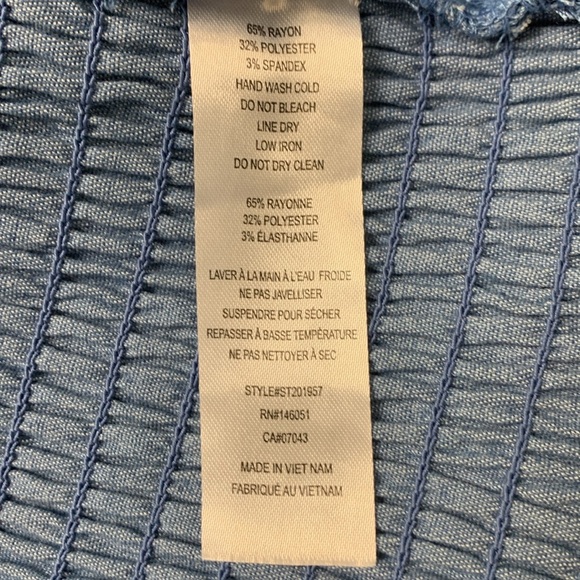 65% RAYON
32% POLYESTER
3% SPANDEX
HAND WASH COLD
DO NOT BLEACH
LINE DRY
LOW IRON
DO NOT DRY CLEAN
65% RAYONNE
32% POLYESTER
3% ÉLASTHANNE
LAVER À LA MAIN À L'EAU FROIDE
NE PAS JAVELLISER
SUSPENDRE POUR SÉCHER
REPASSER À BASSE TEMPÉRATURE
NE PAS NETTOYER À SEC
STYLE#ST201957
RN#146051
CA#07043
MADE IN VIET NAM
FABRIQUÉ AU VIETNAM